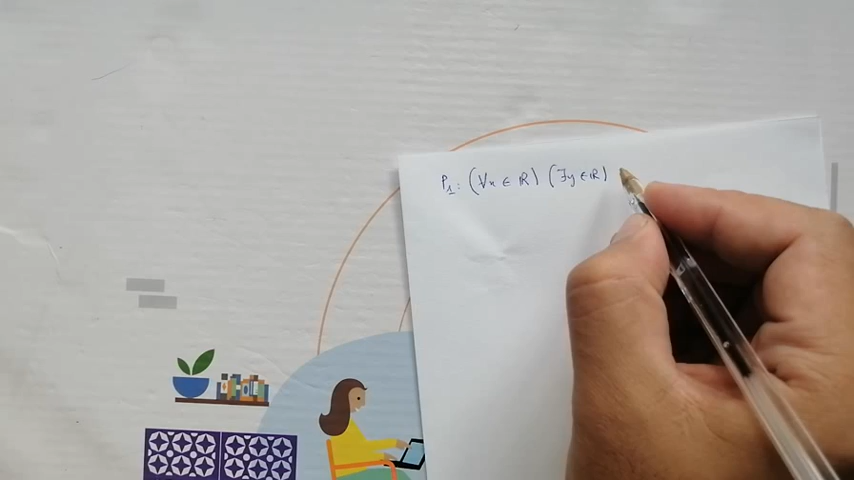 P₁: (∀x ∈ ℝ) (∃y ∈ ℝ)